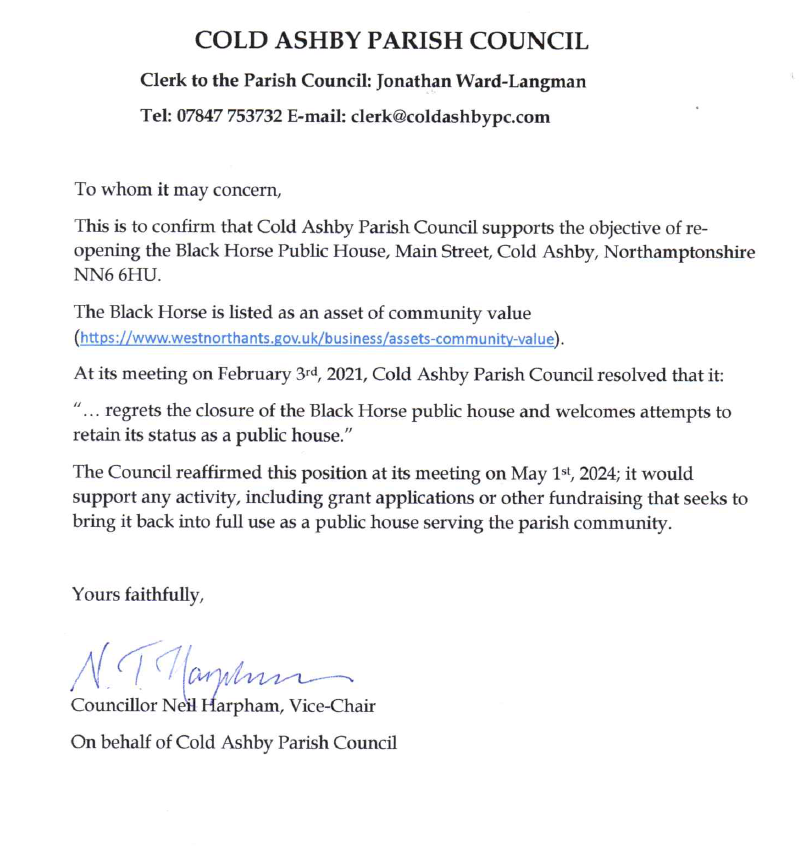 COLD ASHBY PARISH COUNCIL
Clerk to the Parish Council: Jonathan Ward-Langman
Tel: 07847 753732 E-mail: clerk@coldashbypc.com
To whom it may concern,
This is to confirm that Cold Ashby Parish Council supports the objective of re-
opening the Black Horse Public House, Main Street, Cold Ashby, Northamptonshire
NN6 6HU.
The Black Horse is listed as an asset of community value
(https://www.westnorthants.gov.uk/business/assets-community-value).
At its meeting on February 3rd, 2021, Cold Ashby Parish Council resolved that it:
“… regrets the closure of the Black Horse public house and welcomes attempts to
retain its status as a public house.”
The Council reaffirmed this position at its meeting on May 1st, 2024; it would
support any activity, including grant applications or other fundraising that seeks to
bring it back into full use as a public house serving the parish community.
Yours faithfully,
N. T Harpham
Councillor Neil Harpham, Vice-Chair
On behalf of Cold Ashby Parish Council